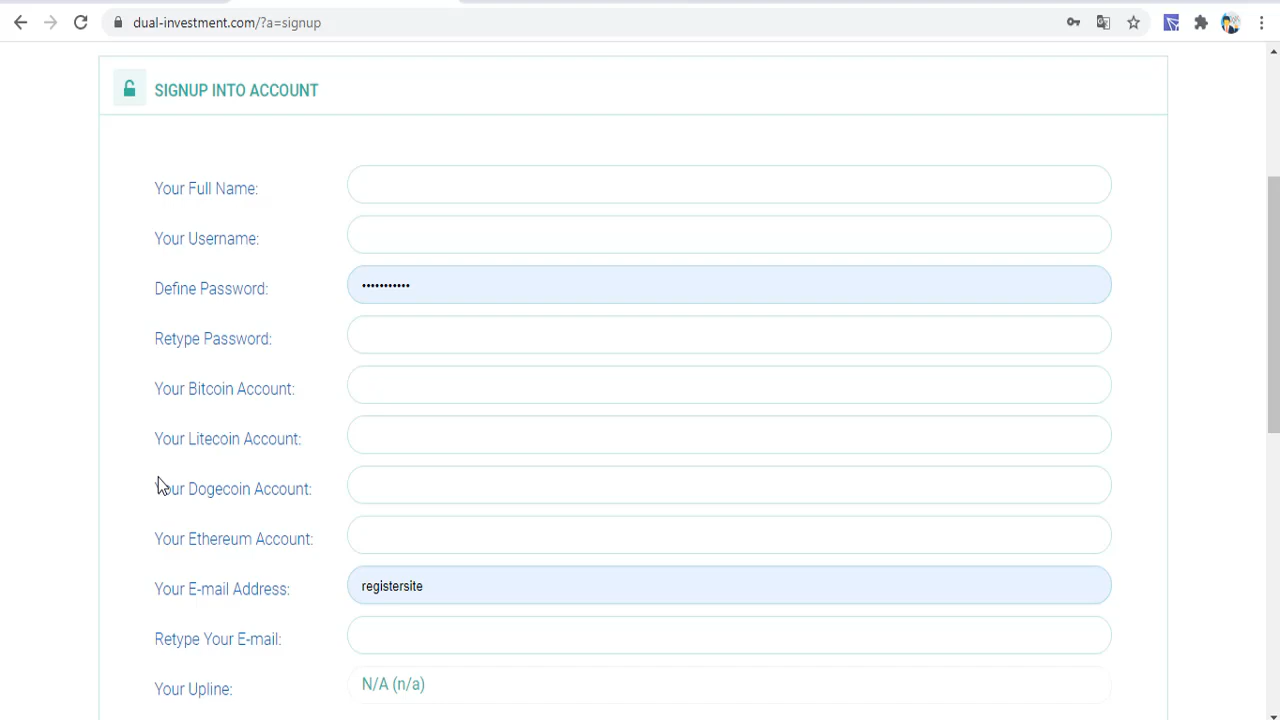 dual-investment.com/?a=signup
SIGNUP INTO ACCOUNT
Your Full Name:
Your Username:
Define Password: •••••••••••
Retype Password:
Your Bitcoin Account:
Your Litecoin Account:
Your Dogecoin Account:
Your Ethereum Account:
Your E-mail Address: registersite
Retype Your E-mail:
Your Upline: N/A (n/a)